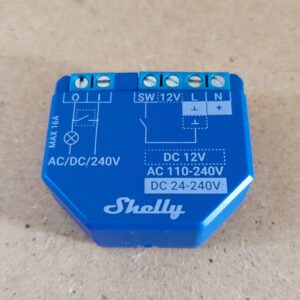 O I SW 12V L N
⊥ +
MAX 16A
⊥
AC/DC/240V
DC 12V
AC 110-240V
DC 24-240V
Shelly